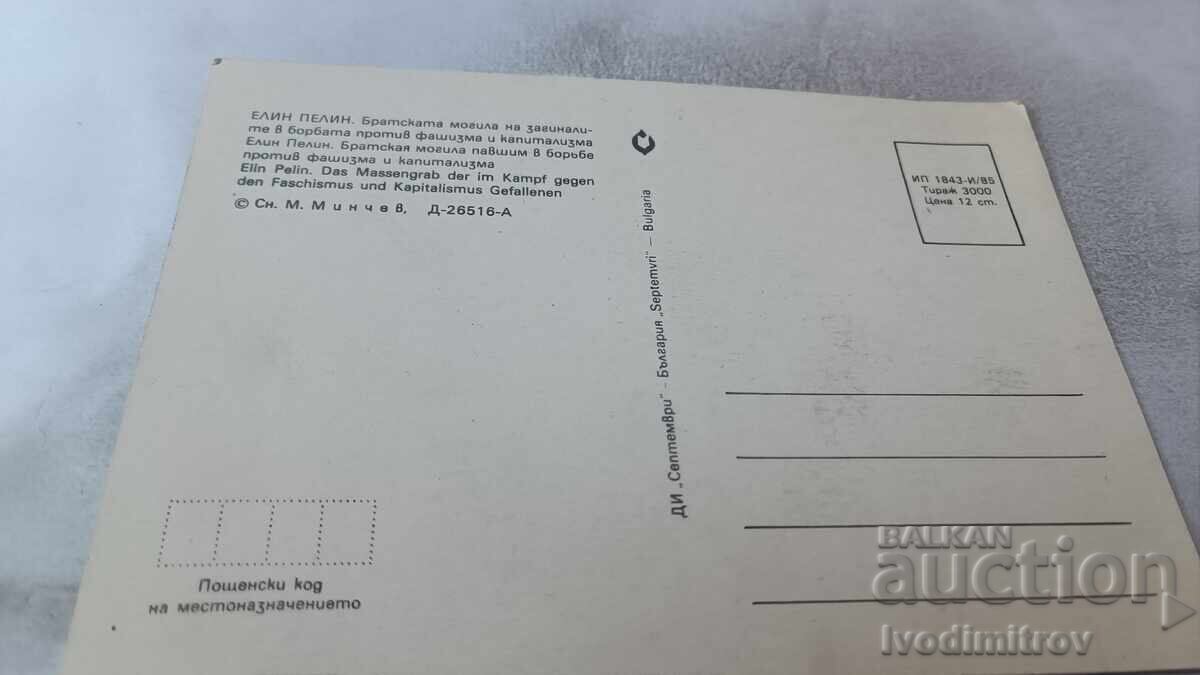 ЕЛИН ПЕЛИН. Братската могила на загинали-
те в борбата против фашизма и капитализма
Елин Пелин. Братская могила павшим в борьбе
против фашизма и капитализма
Elin Pelin. Das Massengrab der im Kampf gegen
den Faschismus und Kapitalismus Gefallenen
© Сн. М. Минчев, Д-26516-А
ДИ „Септември“ – България „Septemvri“ – Bulgaria
ИП 1843-И/85
Тираж 3000
Цена 12 ст.
Пощенски код
на местоназначението
BALKAN
auction
Ivodimitrov